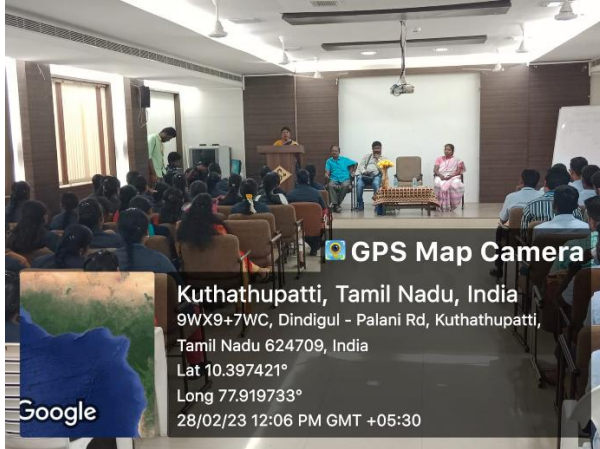 GPS Map Camera
Kuthathupatti, Tamil Nadu, India
9WX9+7WC, Dindigul - Palani Rd, Kuthathupatti,
Tamil Nadu 624709, India
Lat 10.397421°
Long 77.919733°
28/02/23 12:06 PM GMT +05:30
Google